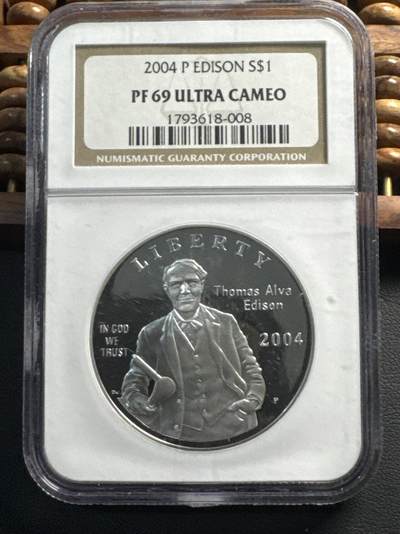 2004 P EDISON S$1
PF 69 ULTRA CAMEO
1793618-008
NUMISMATIC GUARANTY CORPORATION
LIBERTY
Thomas Alva
Edison
IN GOD
WE
TRUST
2004
P